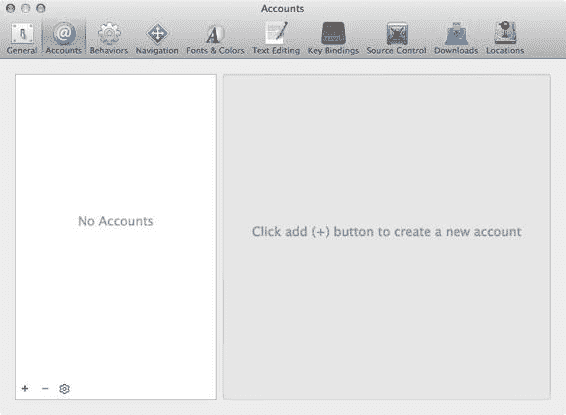 Accounts
General Accounts Behaviors Navigation Fonts & Colors Text Editing Key Bindings Source Control Downloads Locations
No Accounts
Click add (+) button to create a new account